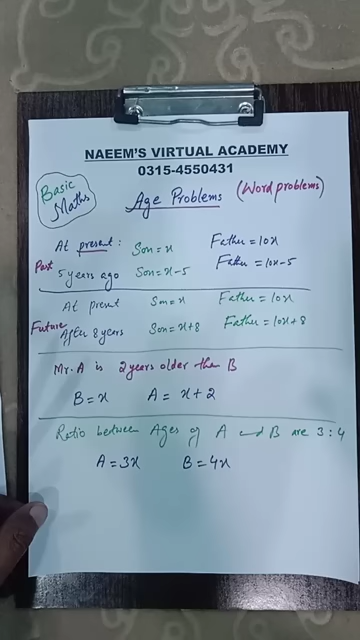 NAEEM'S VIRTUAL ACADEMY
0315-4550431
Basic Maths
Age Problems (Word problems)
At present : Son = x Father = 10x
Past
5 years ago Son = x-5 Father = 10x-5
At present Son = x Father = 10x
Future After 8 years Son = x+8 Father = 10x+8
Mr. A is 2 years older than B
B = x A = x+2
Ratio between Ages of A and B are 3:4
A = 3x B = 4x